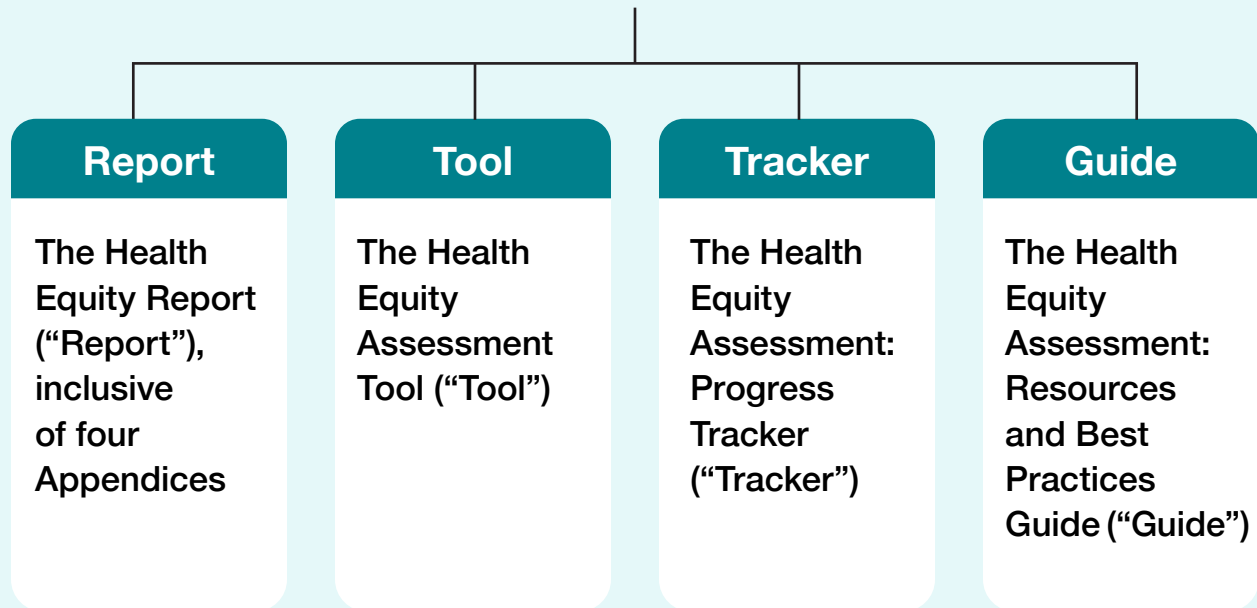 Report
The Health
Equity Report
(“Report”),
inclusive
of four
Appendices
Tool
The Health
Equity
Assessment
Tool (“Tool”)
Tracker
The Health
Equity
Assessment:
Progress
Tracker
(“Tracker”)
Guide
The Health
Equity
Assessment:
Resources
and Best
Practices
Guide (“Guide”)